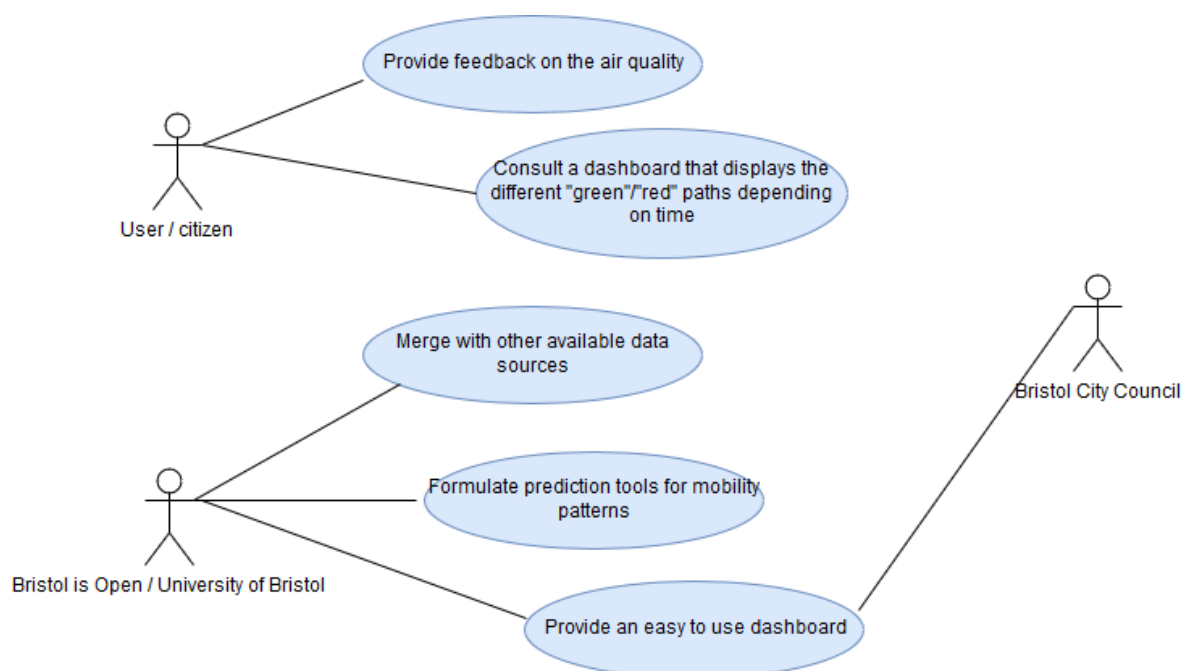 Provide feedback on the air quality
Consult a dashboard that displays the
different "green"/"red" paths depending
on time
User / citizen
Merge with other available data
sources
Bristol City Council
Formulate prediction tools for mobility
patterns
Bristol is Open / University of Bristol
Provide an easy to use dashboard